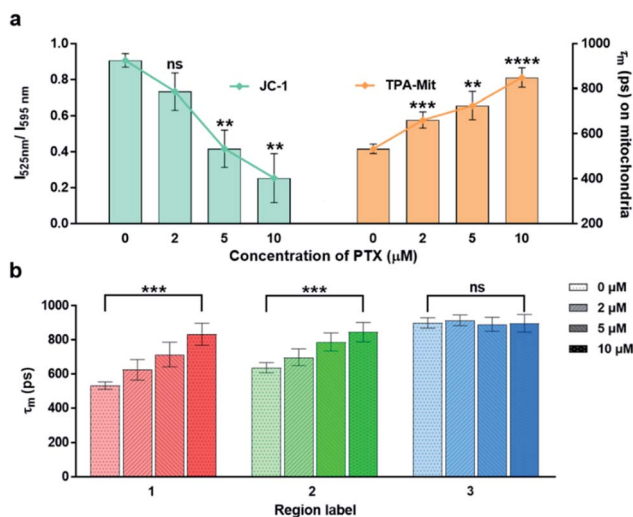 a
1.0
0.8
0.6
0.4
0.2
0.0
I525nm/ I595 nm
ns
**
**
JC-1
TPA-Mit
***
**
****
1000
800
600
400
200
τm (ps) on mitochondria
0 2 5 10 0 2 5 10
Concentration of PTX (μM)
b
1000
800
600
400
200
0
τm (ps)
***
***
ns
0 μM
2 μM
5 μM
10 μM
1 2 3
Region label